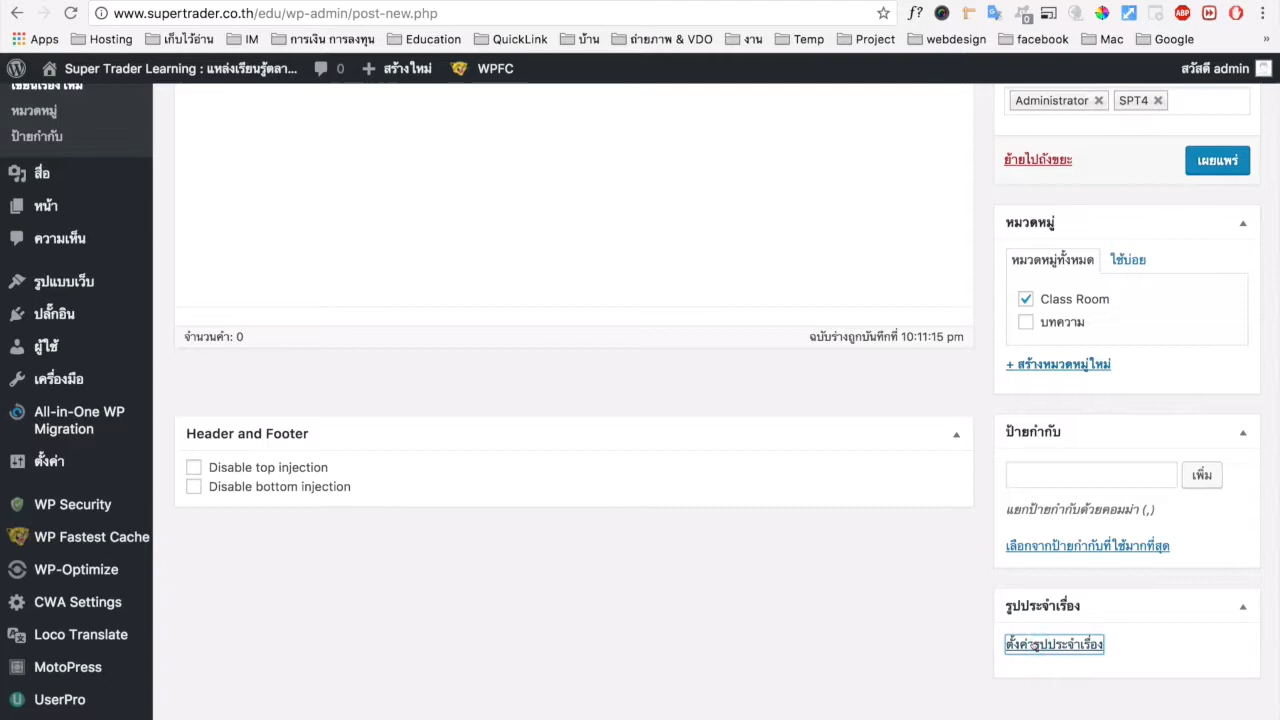 www.supertrader.co.th/edu/wp-admin/post-new.php
f?
0
ABP
Apps Hosting เก็บไว้อ่าน IM การเงิน การลงทุน Education QuickLink บ้าน ถ่ายภาพ & VDO งาน Temp Project webdesign facebook Mac Google »
Super Trader Learning : แหล่งเรียนรู้ตลา... 0 + สร้างใหม่ WPFC สวัสดี admin
เขียนเรื่องใหม่
หมวดหมู่
ป้ายกำกับ
สื่อ
หน้า
ความเห็น
รูปแบบเว็บ
ปลั๊กอิน
ผู้ใช้
เครื่องมือ
All-in-One WP
Migration
ตั้งค่า
WP Security
WP Fastest Cache
WP-Optimize
CWA Settings
Loco Translate
MotoPress
UserPro
จำนวนคำ: 0 ฉบับร่างถูกบันทึกที่ 10:11:15 pm
Header and Footer
Disable top injection
Disable bottom injection
Administrator SPT4
ย้ายไปถังขยะ เผยแพร่
หมวดหมู่
หมวดหมู่ทั้งหมด ใช้บ่อย
Class Room
บทความ
+ สร้างหมวดหมู่ใหม่
ป้ายกำกับ
เพิ่ม
แยกป้ายกำกับด้วยคอมม่า (,)
เลือกจากป้ายกำกับที่ใช้มากที่สุด
รูปประจำเรื่อง
ตั้งค่ารูปประจำเรื่อง